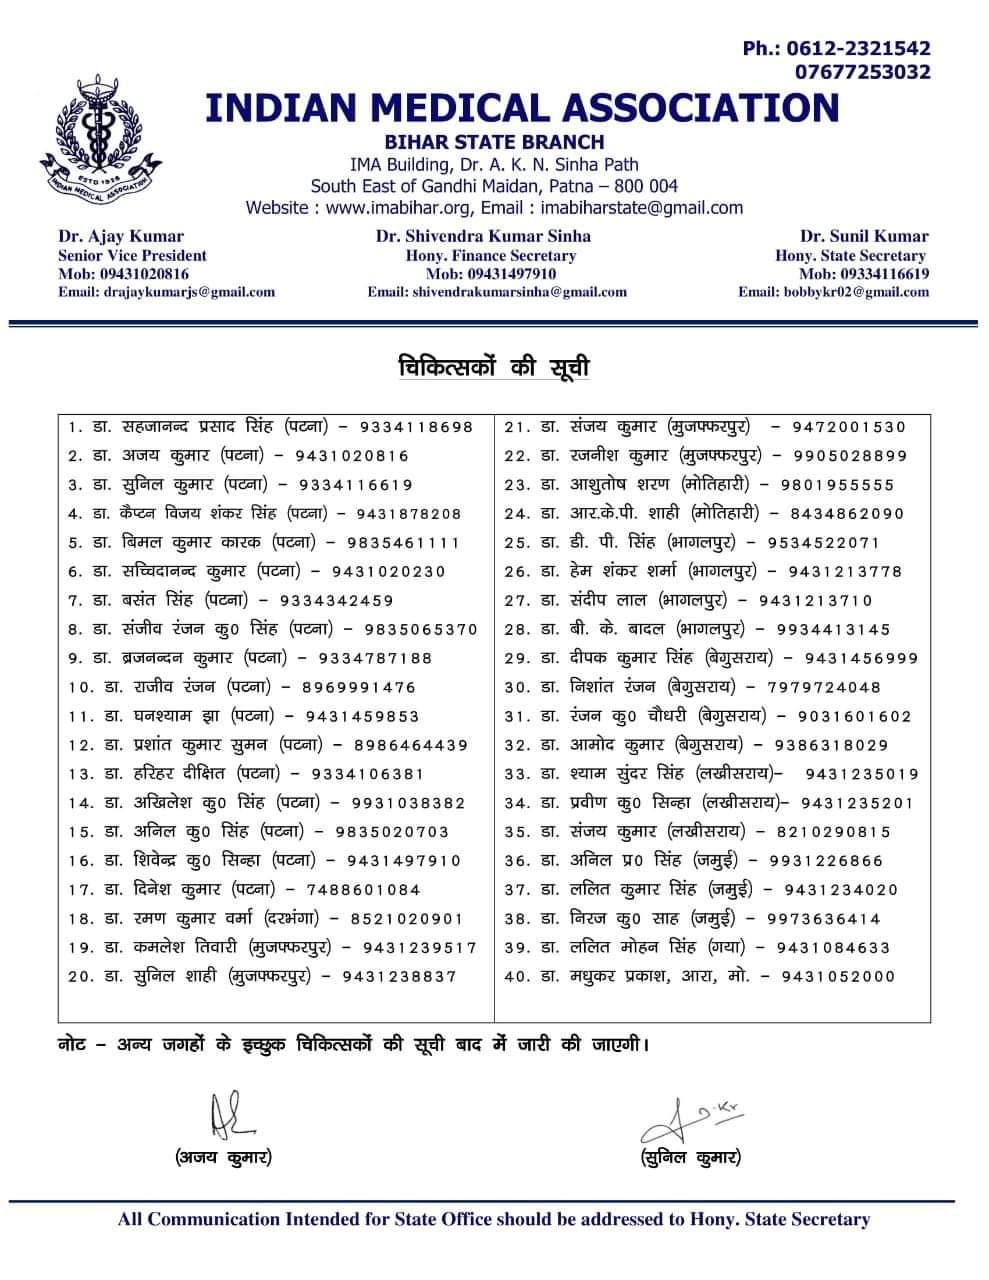 Ph.: 0612-2321542
07677253032
INDIAN MEDICAL ASSOCIATION
BIHAR STATE BRANCH
IMA Building, Dr. A. K. N. Sinha Path
South East of Gandhi Maidan, Patna – 800 004
Website : www.imabihar.org, Email : imabiharstate@gmail.com
ESTD 1928
INDIAN MEDICAL ASSOCIATION
Dr. Ajay Kumar
Senior Vice President
Mob: 09431020816
Email: drajaykumarjs@gmail.com
Dr. Shivendra Kumar Sinha
Hony. Finance Secretary
Mob: 09431497910
Email: shivendrakumarsinha@gmail.com
Dr. Sunil Kumar
Hony. State Secretary
Mob: 09334116619
Email: bobbykr02@gmail.com
चिकित्सकों की सूची
1. डा. सहजानन्द प्रसाद सिंह (पटना) – 9334118698
2. डा. अजय कुमार (पटना) – 9431020816
3. डा. सुनिल कुमार (पटना) – 9334116619
4. डा. कैप्टन विजय शंकर सिंह (पटना) – 9431878208
5. डा. बिमल कुमार कारक (पटना) – 9835461111
6. डा. सच्चिदानन्द कुमार (पटना) – 9431020230
7. डा. बसंत सिंह (पटना) – 9334342459
8. डा. संजीव रंजन कु0 सिंह (पटना) – 9835065370
9. डा. ब्रजनन्दन कुमार (पटना) – 9334787188
10. डा. राजीव रंजन (पटना) – 8969991476
11. डा. घनश्याम झा (पटना) – 9431459853
12. डा. प्रशांत कुमार सुमन (पटना) – 8986464439
13. डा. हरिहर दीक्षित (पटना) – 9334106381
14. डा. अखिलेश कु0 सिंह (पटना) – 9931038382
15. डा. अनिल कु0 सिंह (पटना) – 9835020703
16. डा. शिवेन्द्र कु0 सिन्हा (पटना) – 9431497910
17. डा. दिनेश कुमार (पटना) – 7488601084
18. डा. रमण कुमार वर्मा (दरभंगा) – 8521020901
19. डा. कमलेश तिवारी (मुजफ्फरपुर) – 9431239517
20. डा. सुनिल शाही (मुजफ्फरपुर) – 9431238837
21. डा. संजय कुमार (मुजफ्फरपुर) – 9472001530
22. डा. रजनीश कुमार (मुजफ्फरपुर) – 9905028899
23. डा. आशुतोष शरण (मोतिहारी) – 9801955555
24. डा. आर.के.पी. शाही (मोतिहारी) – 8434862090
25. डा. डी. पी. सिंह (भागलपुर) – 9534522071
26. डा. हेम शंकर शर्मा (भागलपुर) – 9431213778
27. डा. संदीप लाल (भागलपुर) – 9431213710
28. डा. बी. के. बादल (भागलपुर) – 9934413145
29. डा. दीपक कुमार सिंह (बेगुसराय) – 9431456999
30. डा. निशांत रंजन (बेगुसराय) – 7979724048
31. डा. रंजन कु0 चौधरी (बेगुसराय) – 9031601602
32. डा. आमोद कुमार (बेगुसराय) – 9386318029
33. डा. श्याम सुंदर सिंह (लखीसराय)– 9431235019
34. डा. प्रवीण कु0 सिन्हा (लखीसराय)– 9431235201
35. डा. संजय कुमार (लखीसराय) – 8210290815
36. डा. अनिल प्र0 सिंह (जमुई) – 9931226866
37. डा. ललित कुमार सिंह (जमुई) – 9431234020
38. डा. निरज कु0 साह (जमुई) – 9973636414
39. डा. ललित मोहन सिंह (गया) – 9431084633
40. डा. मधुकर प्रकाश, आरा, मो. – 9431052000
नोट – अन्य जगहों के इच्छुक चिकित्सकों की सूची बाद में जारी की जाएगी।
(अजय कुमार)
(सुनिल कुमार)
All Communication Intended for State Office should be addressed to Hony. State Secretary